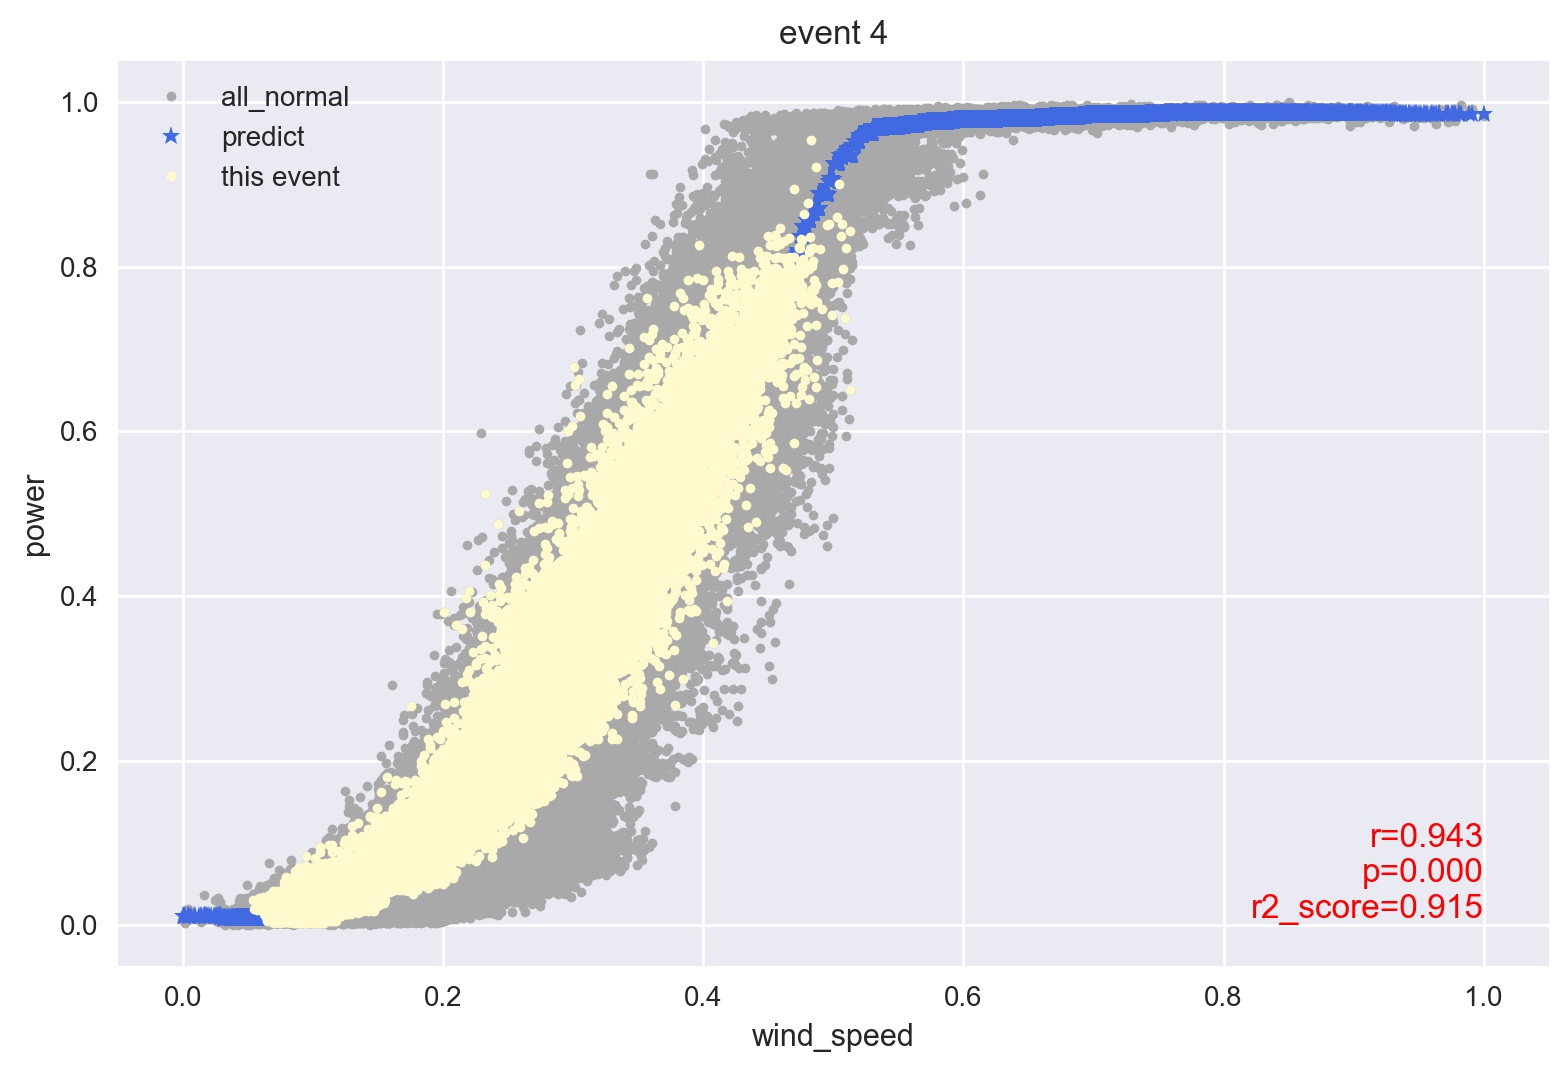 event 4
all_normal
predict
this event
1.0
0.8
0.6
0.4
0.2
0.0
power
r=0.943
p=0.000
r2_score=0.915
0.0 0.2 0.4 0.6 0.8 1.0
wind_speed